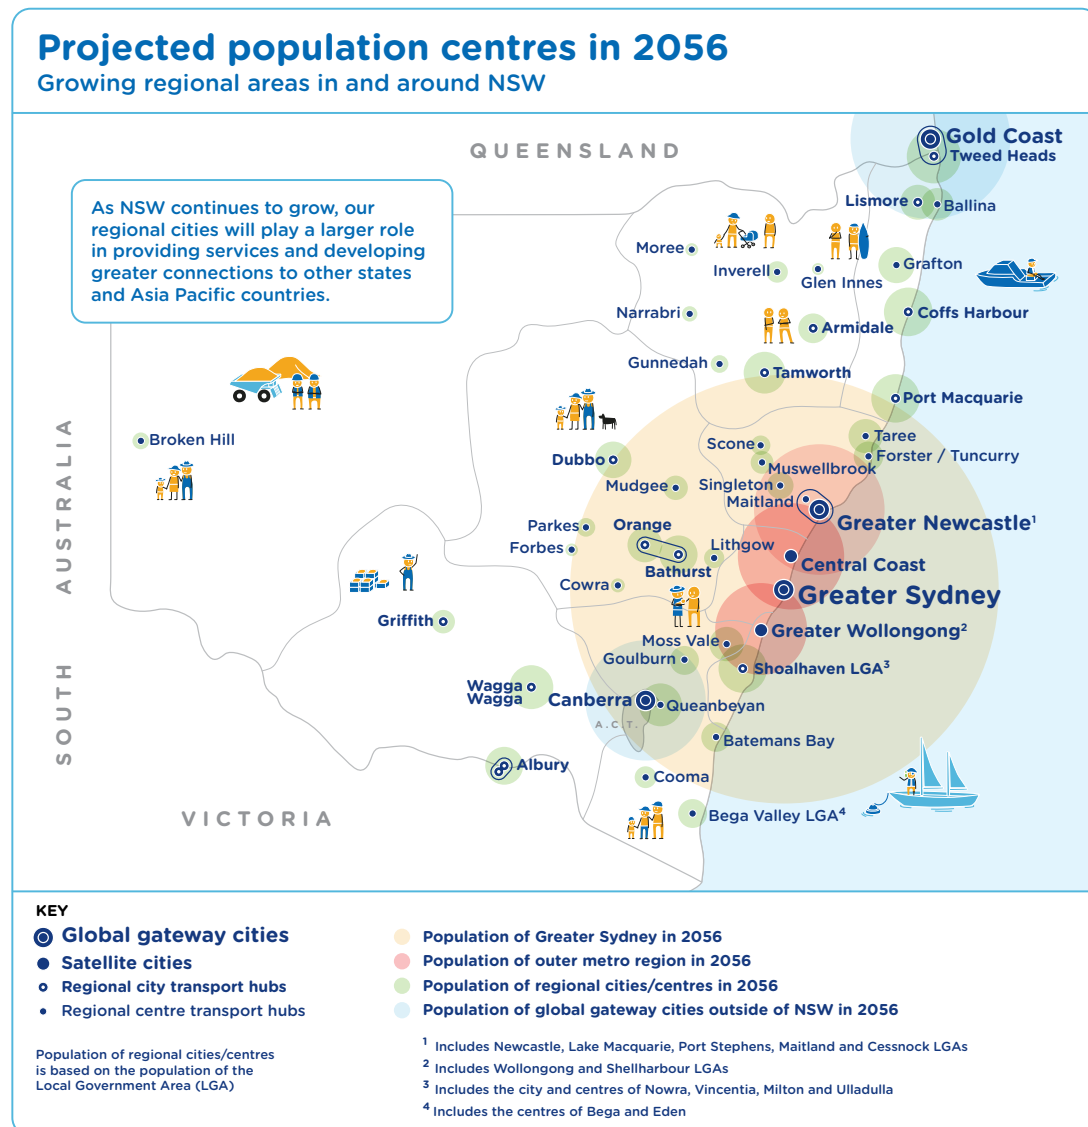 Projected population centres in 2056
Growing regional areas in and around NSW
QUEENSLAND
Gold Coast
Tweed Heads
As NSW continues to grow, our
regional cities will play a larger role
in providing services and developing
greater connections to other states
and Asia Pacific countries.
Lismore
Ballina
Moree
Inverell
Glen Innes
Grafton
Narrabri
Armidale
Coffs Harbour
Gunnedah
Tamworth
Port Macquarie
Broken Hill
Scone
Taree
Dubbo
Muswellbrook
Forster / Tuncurry
Mudgee
Singleton
Maitland
AUSTRALIA
Parkes
Orange
Greater Newcastle1
Forbes
Lithgow
Bathurst
Central Coast
Cowra
Greater Sydney
Griffith
Greater Wollongong2
Moss Vale
Goulburn
Shoalhaven LGA3
SOUTH
Wagga
Wagga
Canberra
Queanbeyan
A.C.T.
Batemans Bay
Albury
Cooma
VICTORIA
Bega Valley LGA4
KEY
Global gateway cities
Satellite cities
Regional city transport hubs
Regional centre transport hubs
Population of regional cities/centres
is based on the population of the
Local Government Area (LGA)
Population of Greater Sydney in 2056
Population of outer metro region in 2056
Population of regional cities/centres in 2056
Population of global gateway cities outside of NSW in 2056
1 Includes Newcastle, Lake Macquarie, Port Stephens, Maitland and Cessnock LGAs
2 Includes Wollongong and Shellharbour LGAs
3 Includes the city and centres of Nowra, Vincentia, Milton and Ulladulla
4 Includes the centres of Bega and Eden